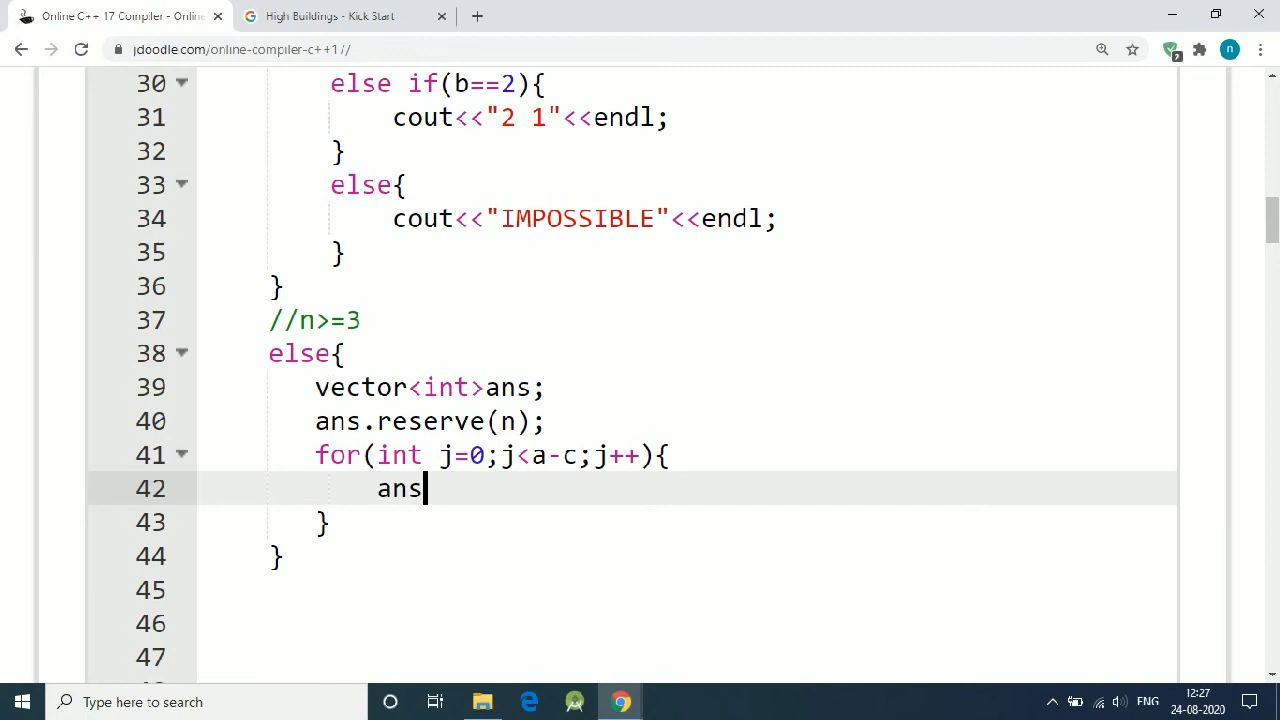 Online C++ 17 Compiler - Online
High Buildings - Kick Start
jdoodle.com/online-compiler-c++17/
n
2
30 else if(b==2){
31 cout<<"2 1"<<endl;
32 }
33 else{
34 cout<<"IMPOSSIBLE"<<endl;
35 }
36 }
37 //n>=3
38 else{
39 vector<int>ans;
40 ans.reserve(n);
41 for(int j=0;j<a-c;j++){
42 ans
43 }
44 }
45
46
47
Type here to search
ENG
12:27
24-08-2020